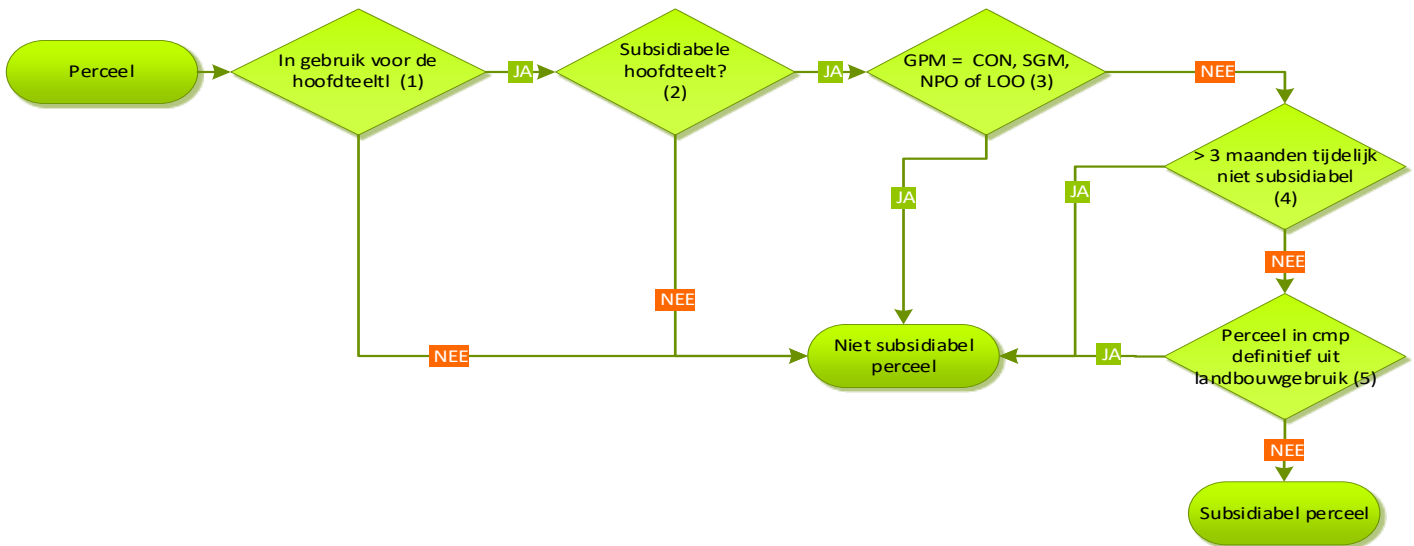 Perceel
In gebruik voor de
hoofdteeltl (1)
JA
Subsidiabele
hoofdteelt?
(2)
JA
GPM = CON, SGM,
NPO of LOO (3)
NEE
> 3 maanden tijdelijk
niet subsidiabel
(4)
JA
JA
NEE
NEE
Niet subsidiabel
perceel
NEE
JA
Perceel in cmp
definitief uit
landbouwgebruik (5)
NEE
Subsidiabel perceel